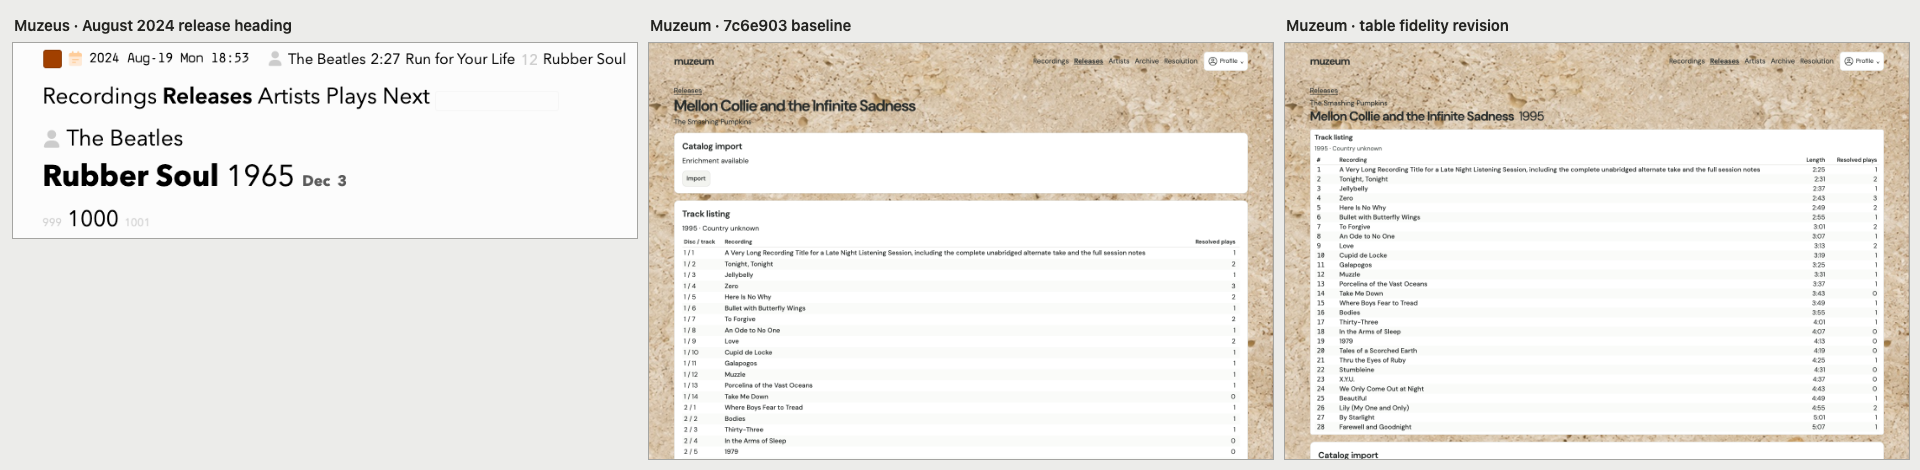 Muzeus · August 2024 release heading
2024 Aug-19 Mon 18:53 The Beatles 2:27 Run for Your Life 12 Rubber Soul
Recordings Releases Artists Plays Next
The Beatles
Rubber Soul 1965 Dec 3
999 1000 1001
Muzeum · 7c6e903 baseline
muzeum Recordings Releases Artists Archive Resolution Profile
Releases
Mellon Collie and the Infinite Sadness
The Smashing Pumpkins
Catalog import
Enrichment available
Import
Track listing
1995 · Country unknown
Disc / track Recording Resolved plays
1 / 1 A Very Long Recording Title for a Late Night Listening Session, including the complete unabridged alternate take and the full session notes 1
1 / 2 Tonight, Tonight 2
1 / 3 Jellybelly 1
1 / 4 Zero 3
1 / 5 Here Is No Why 2
1 / 6 Bullet with Butterfly Wings 1
1 / 7 To Forgive 2
1 / 8 An Ode to No One 1
1 / 9 Love 2
1 / 10 Cupid de Locke 1
1 / 11 Galapogos 1
1 / 12 Muzzle 1
1 / 13 Porcelina of the Vast Oceans 1
1 / 14 Take Me Down 0
2 / 1 Where Boys Fear to Tread 1
2 / 2 Bodies 1
2 / 3 Thirty-Three 1
2 / 4 In the Arms of Sleep 0
2 / 5 1979 0
Muzeum · table fidelity revision
muzeum Recordings Releases Artists Archive Resolution Profile
Releases
The Smashing Pumpkins
Mellon Collie and the Infinite Sadness 1995
Track listing
1995 · Country unknown
# Recording Length Resolved plays
1 A Very Long Recording Title for a Late Night Listening Session, including the complete unabridged alternate take and the full session notes 2:25 1
2 Tonight, Tonight 2:31 2
3 Jellybelly 2:37 1
4 Zero 2:43 3
5 Here Is No Why 2:49 2
6 Bullet with Butterfly Wings 2:55 1
7 To Forgive 3:01 2
8 An Ode to No One 3:07 1
9 Love 3:13 2
10 Cupid de Locke 3:19 1
11 Galapogos 3:25 1
12 Muzzle 3:31 1
13 Porcelina of the Vast Oceans 3:37 1
14 Take Me Down 3:43 0
15 Where Boys Fear to Tread 3:49 1
16 Bodies 3:55 1
17 Thirty-Three 4:01 1
18 In the Arms of Sleep 4:07 0
19 1979 4:13 0
20 Tales of a Scorched Earth 4:19 0
21 Thru the Eyes of Ruby 4:25 1
22 Stumbleine 4:31 0
23 X.Y.U. 4:37 0
24 We Only Come Out at Night 4:43 0
25 Beautiful 4:49 1
26 Lily (My One and Only) 4:55 2
27 By Starlight 5:01 1
28 Farewell and Goodnight 5:07 1
Catalog import